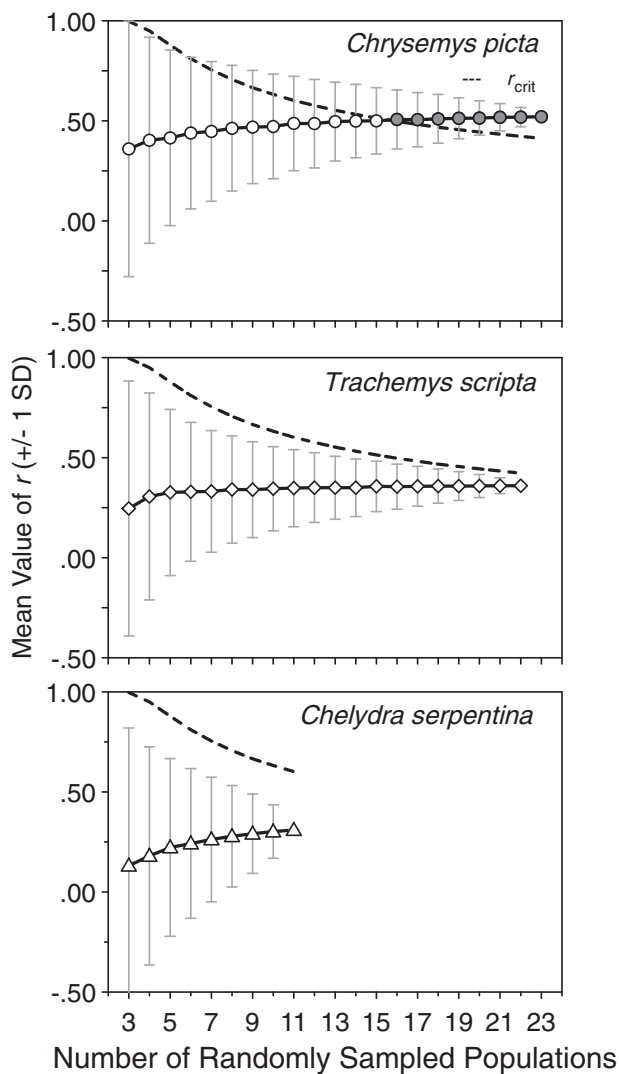 1.00
Chrysemys picta
--- r crit
.50
.00
-.50
1.00
Trachemys scripta
.50
.00
-.50
1.00
Chelydra serpentina
.50
.00
-.50
Mean Value of r (+/- 1 SD)
3 5 7 9 11 13 15 17 19 21 23
Number of Randomly Sampled Populations